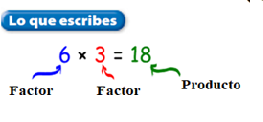 Lo que escribes
6 × 3 = 18
Factor Factor Producto